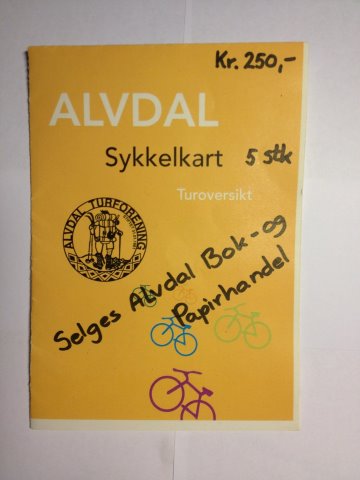 Kr. 250,-
ALVDAL
Sykkelkart 5 stk
Turoversikt
ALVDAL TURFORENING
Selges Alvdal Bok- og
Papirhandel